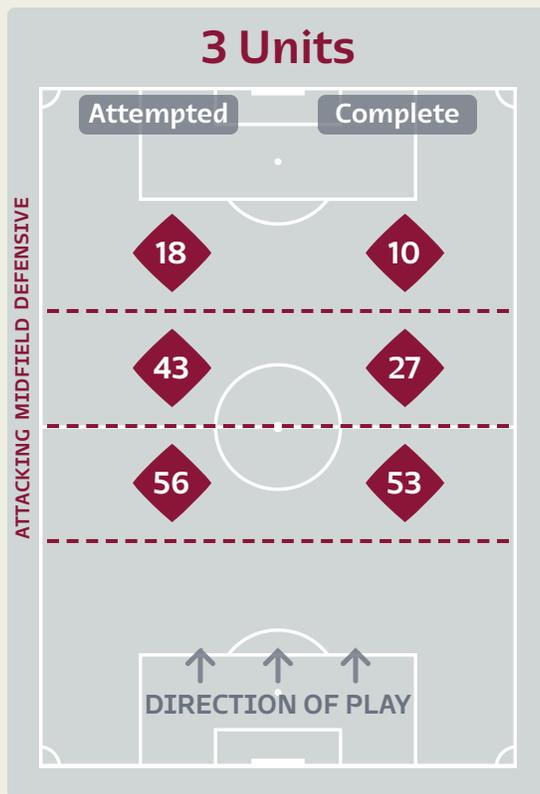 3 Units
Attempted Complete
18 10
43 27
56 53
ATTACKING MIDFIELD DEFENSIVE
DIRECTION OF PLAY